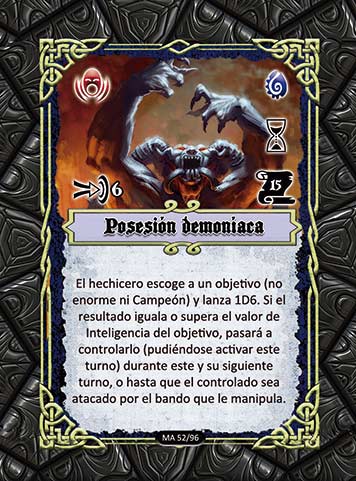 6
15
Posesión demoniaca
El hechicero escoge a un objetivo (no
enorme ni Campeón) y lanza 1D6. Si el
resultado iguala o supera el valor de
Inteligencia del objetivo, pasará a
controlarlo (pudiéndose activar este
turno) durante este y su siguiente
turno, o hasta que el controlado sea
atacado por el bando que le manipula.
MA 52/96